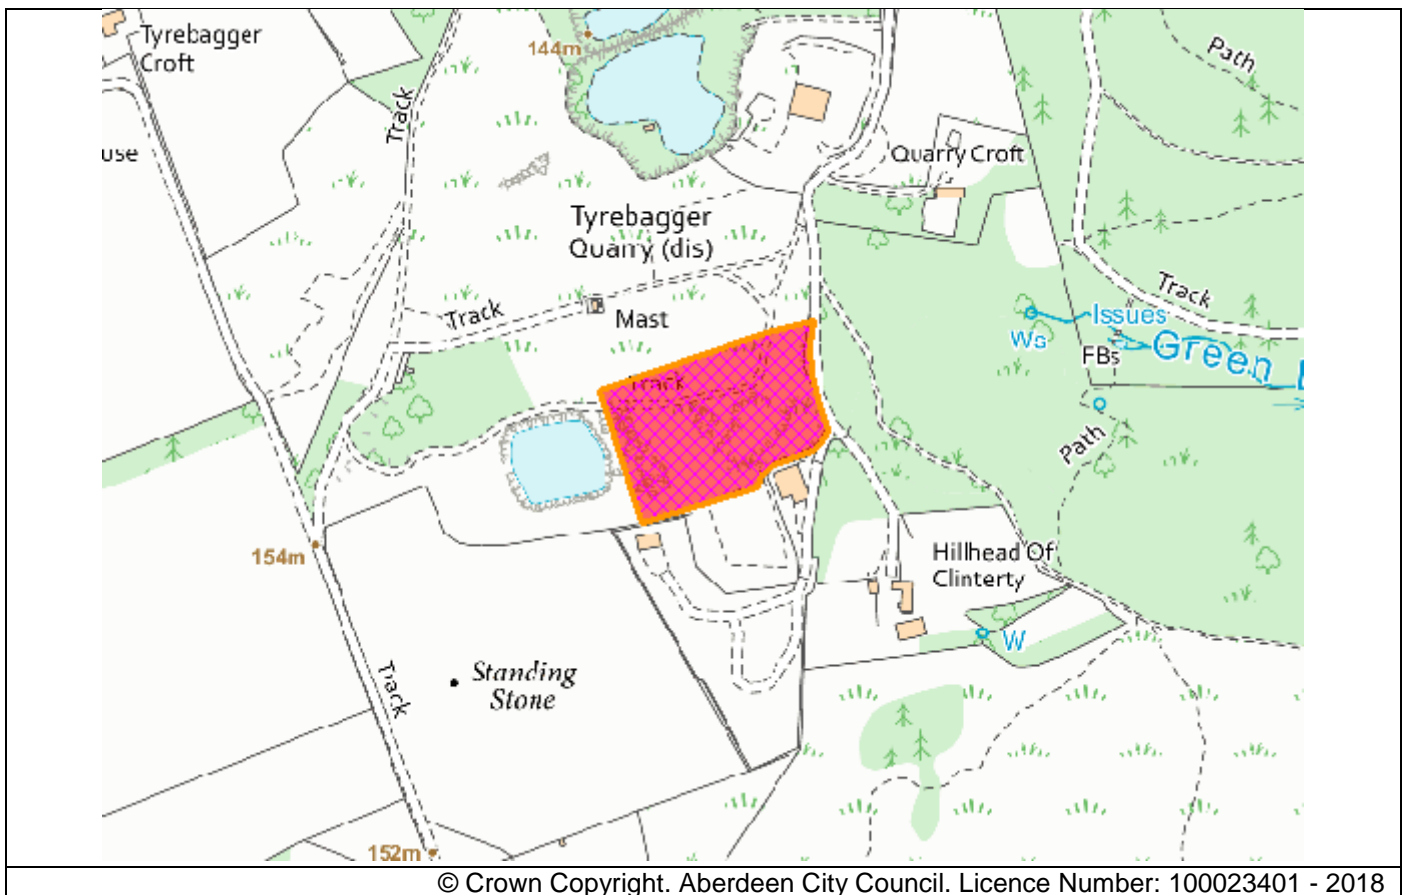 Tyrebagger
Croft
144m
Path
Track
use
Quarry Croft
Tyrebagger
Quarry (dis)
Track
Issues
Track
Mast
Ws
FBs
Green
Track
Path
154m
Hillhead Of
Clinterty
W
Standing
Stone
Track
152m
© Crown Copyright. Aberdeen City Council. Licence Number: 100023401 - 2018